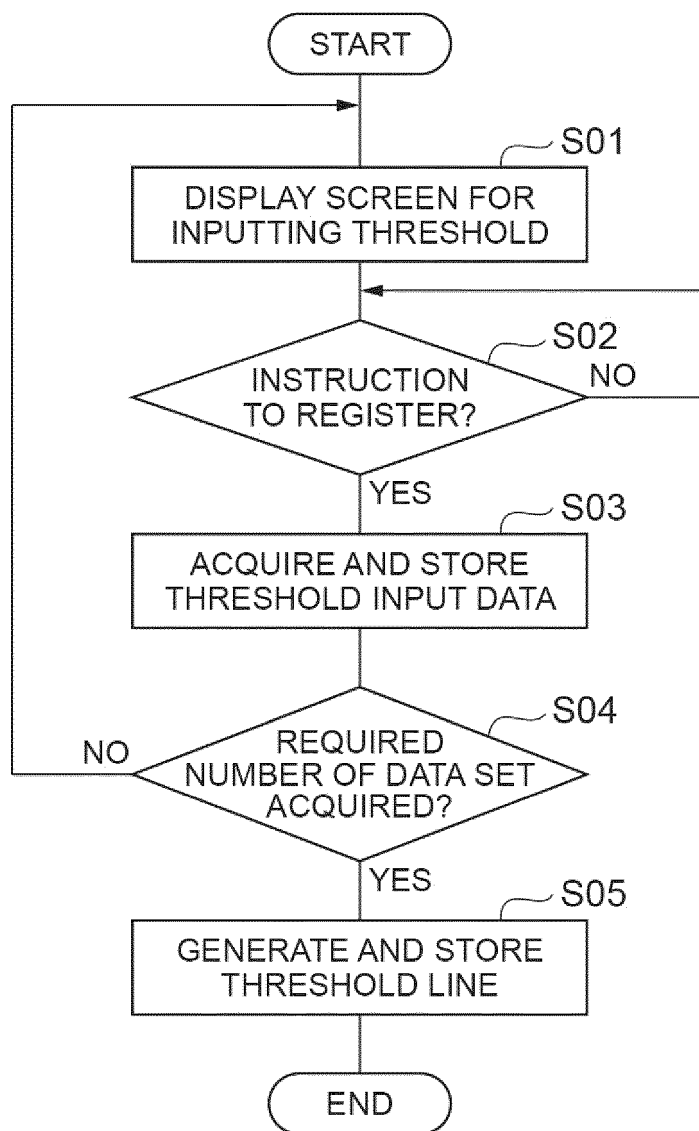 START
S01
DISPLAY SCREEN FOR
INPUTTING THRESHOLD
S02
INSTRUCTION
TO REGISTER?
NO
YES
S03
ACQUIRE AND STORE
THRESHOLD INPUT DATA
S04
NO
REQUIRED
NUMBER OF DATA SET
ACQUIRED?
YES
S05
GENERATE AND STORE
THRESHOLD LINE
END